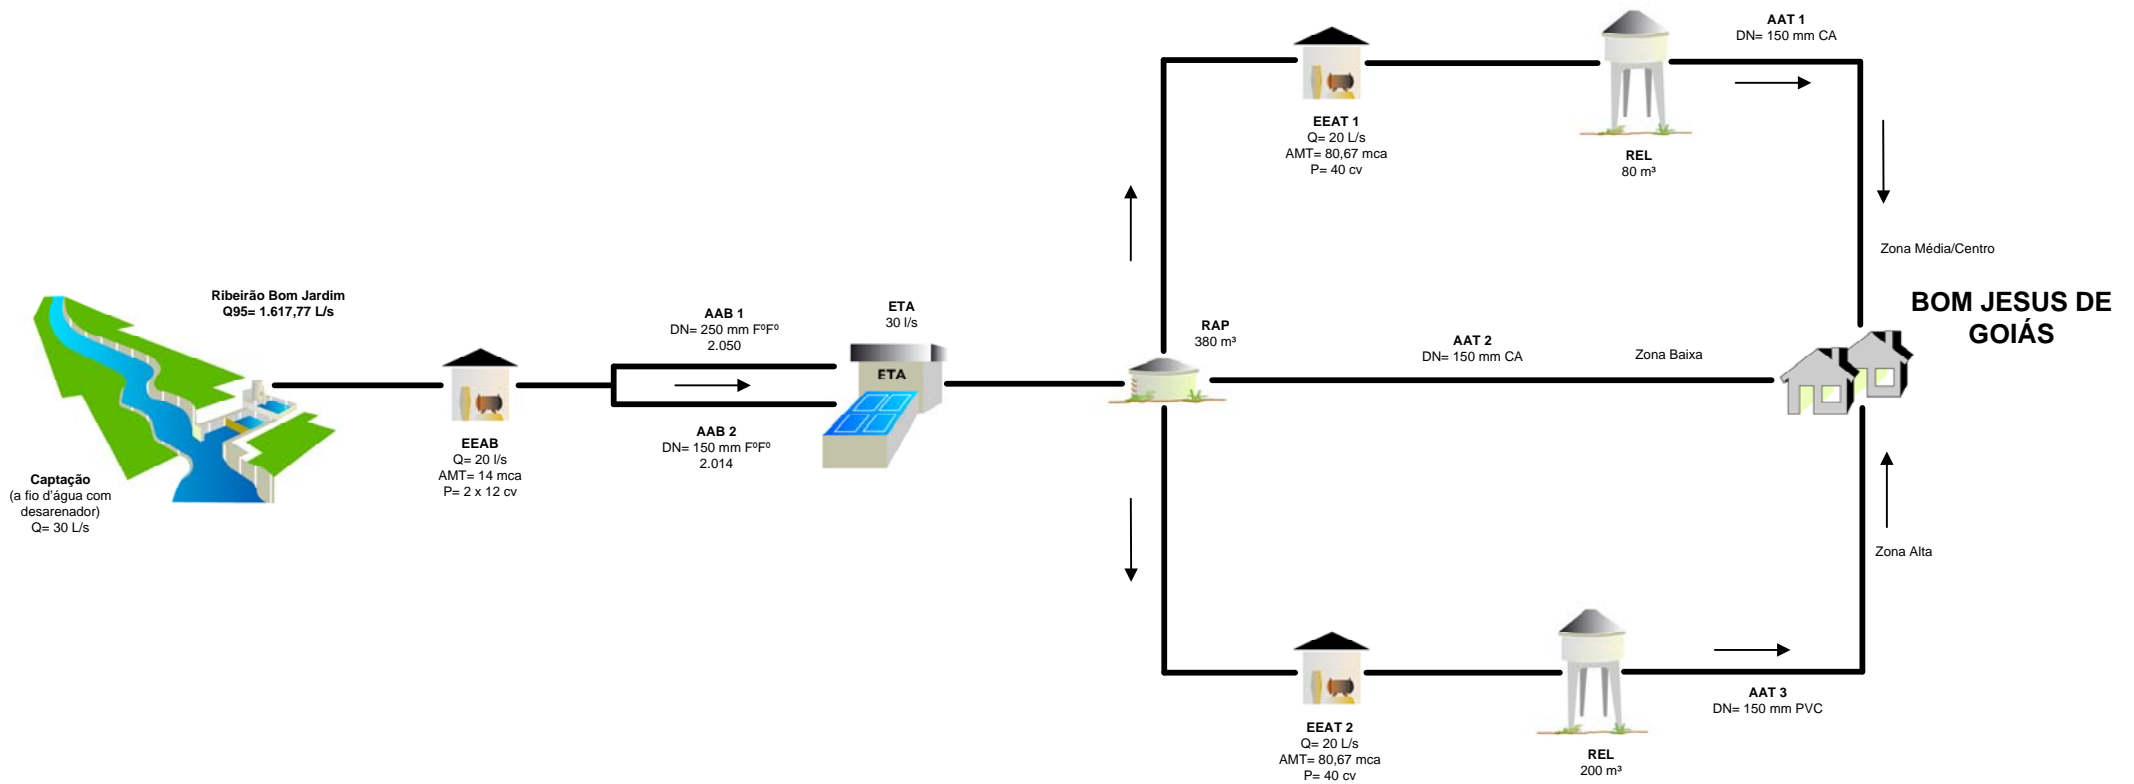 Ribeirão Bom Jardim
Q95= 1.617,77 L/s
Captação
(a fio d'água com
desarenador)
Q= 30 L/s
EEAB
Q= 20 l/s
AMT= 14 mca
P= 2 x 12 cv
AAB 1
DN= 250 mm FºFº
2.050
AAB 2
DN= 150 mm FºFº
2.014
ETA
30 l/s
ETA
RAP
380 m³
EEAT 1
Q= 20 L/s
AMT= 80,67 mca
P= 40 cv
REL
80 m³
AAT 1
DN= 150 mm CA
Zona Média/Centro
AAT 2
DN= 150 mm CA
Zona Baixa
BOM JESUS DE
GOIÁS
Zona Alta
EEAT 2
Q= 20 L/s
AMT= 80,67 mca
P= 40 cv
REL
200 m³
AAT 3
DN= 150 mm PVC